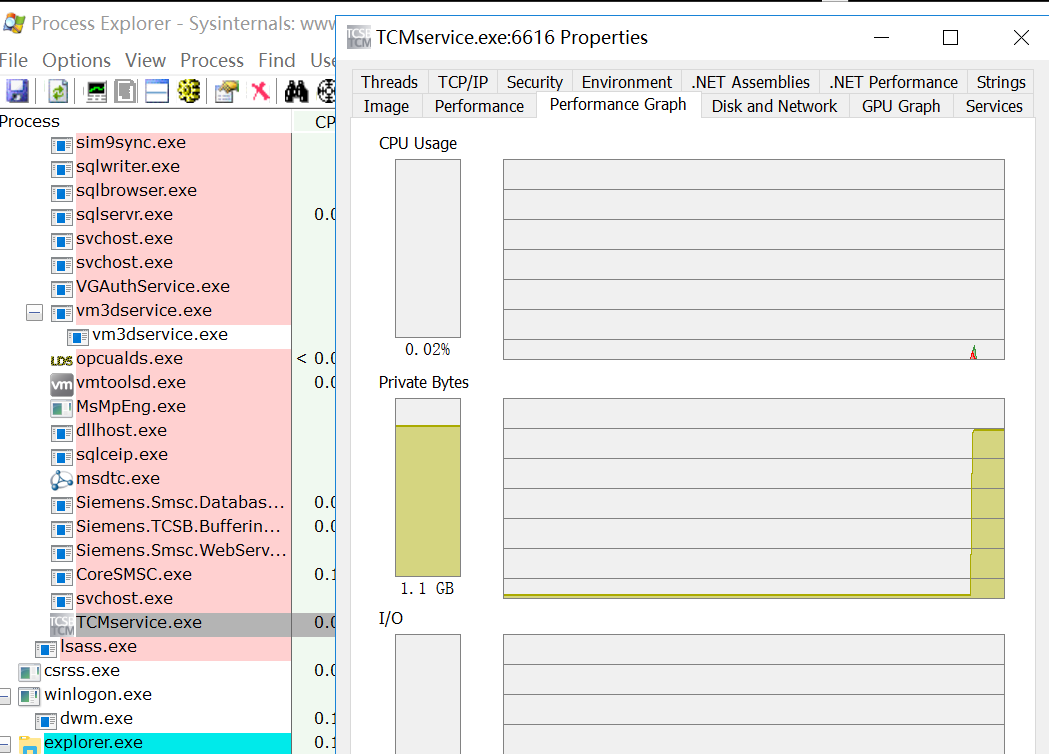 Process Explorer - Sysinternals: www
File Options View Process Find Use
Process CP
sim9sync.exe
sqlwriter.exe
sqlbrowser.exe
sqlservr.exe 0.0
svchost.exe
svchost.exe
VGAuthService.exe
vm3dservice.exe
vm3dservice.exe
LDS opcualds.exe < 0.0
vm vmtoolsd.exe 0.0
MsMpEng.exe
dllhost.exe
sqlceip.exe
msdtc.exe
Siemens.Smsc.Databas... 0.0
Siemens.TCSB.Bufferin... 0.0
Siemens.Smsc.WebServ...
CoreSMSC.exe 0.1
svchost.exe
TCSB TCM TCMservice.exe 0.0
lsass.exe
csrss.exe 0.0
winlogon.exe
dwm.exe 0.1
explorer.exe 0.1
TCSB TCM TCMservice.exe:6616 Properties
Threads TCP/IP Security Environment .NET Assemblies .NET Performance Strings
Image Performance Performance Graph Disk and Network GPU Graph Services
CPU Usage
0.02%
Private Bytes
1.1 GB
I/O